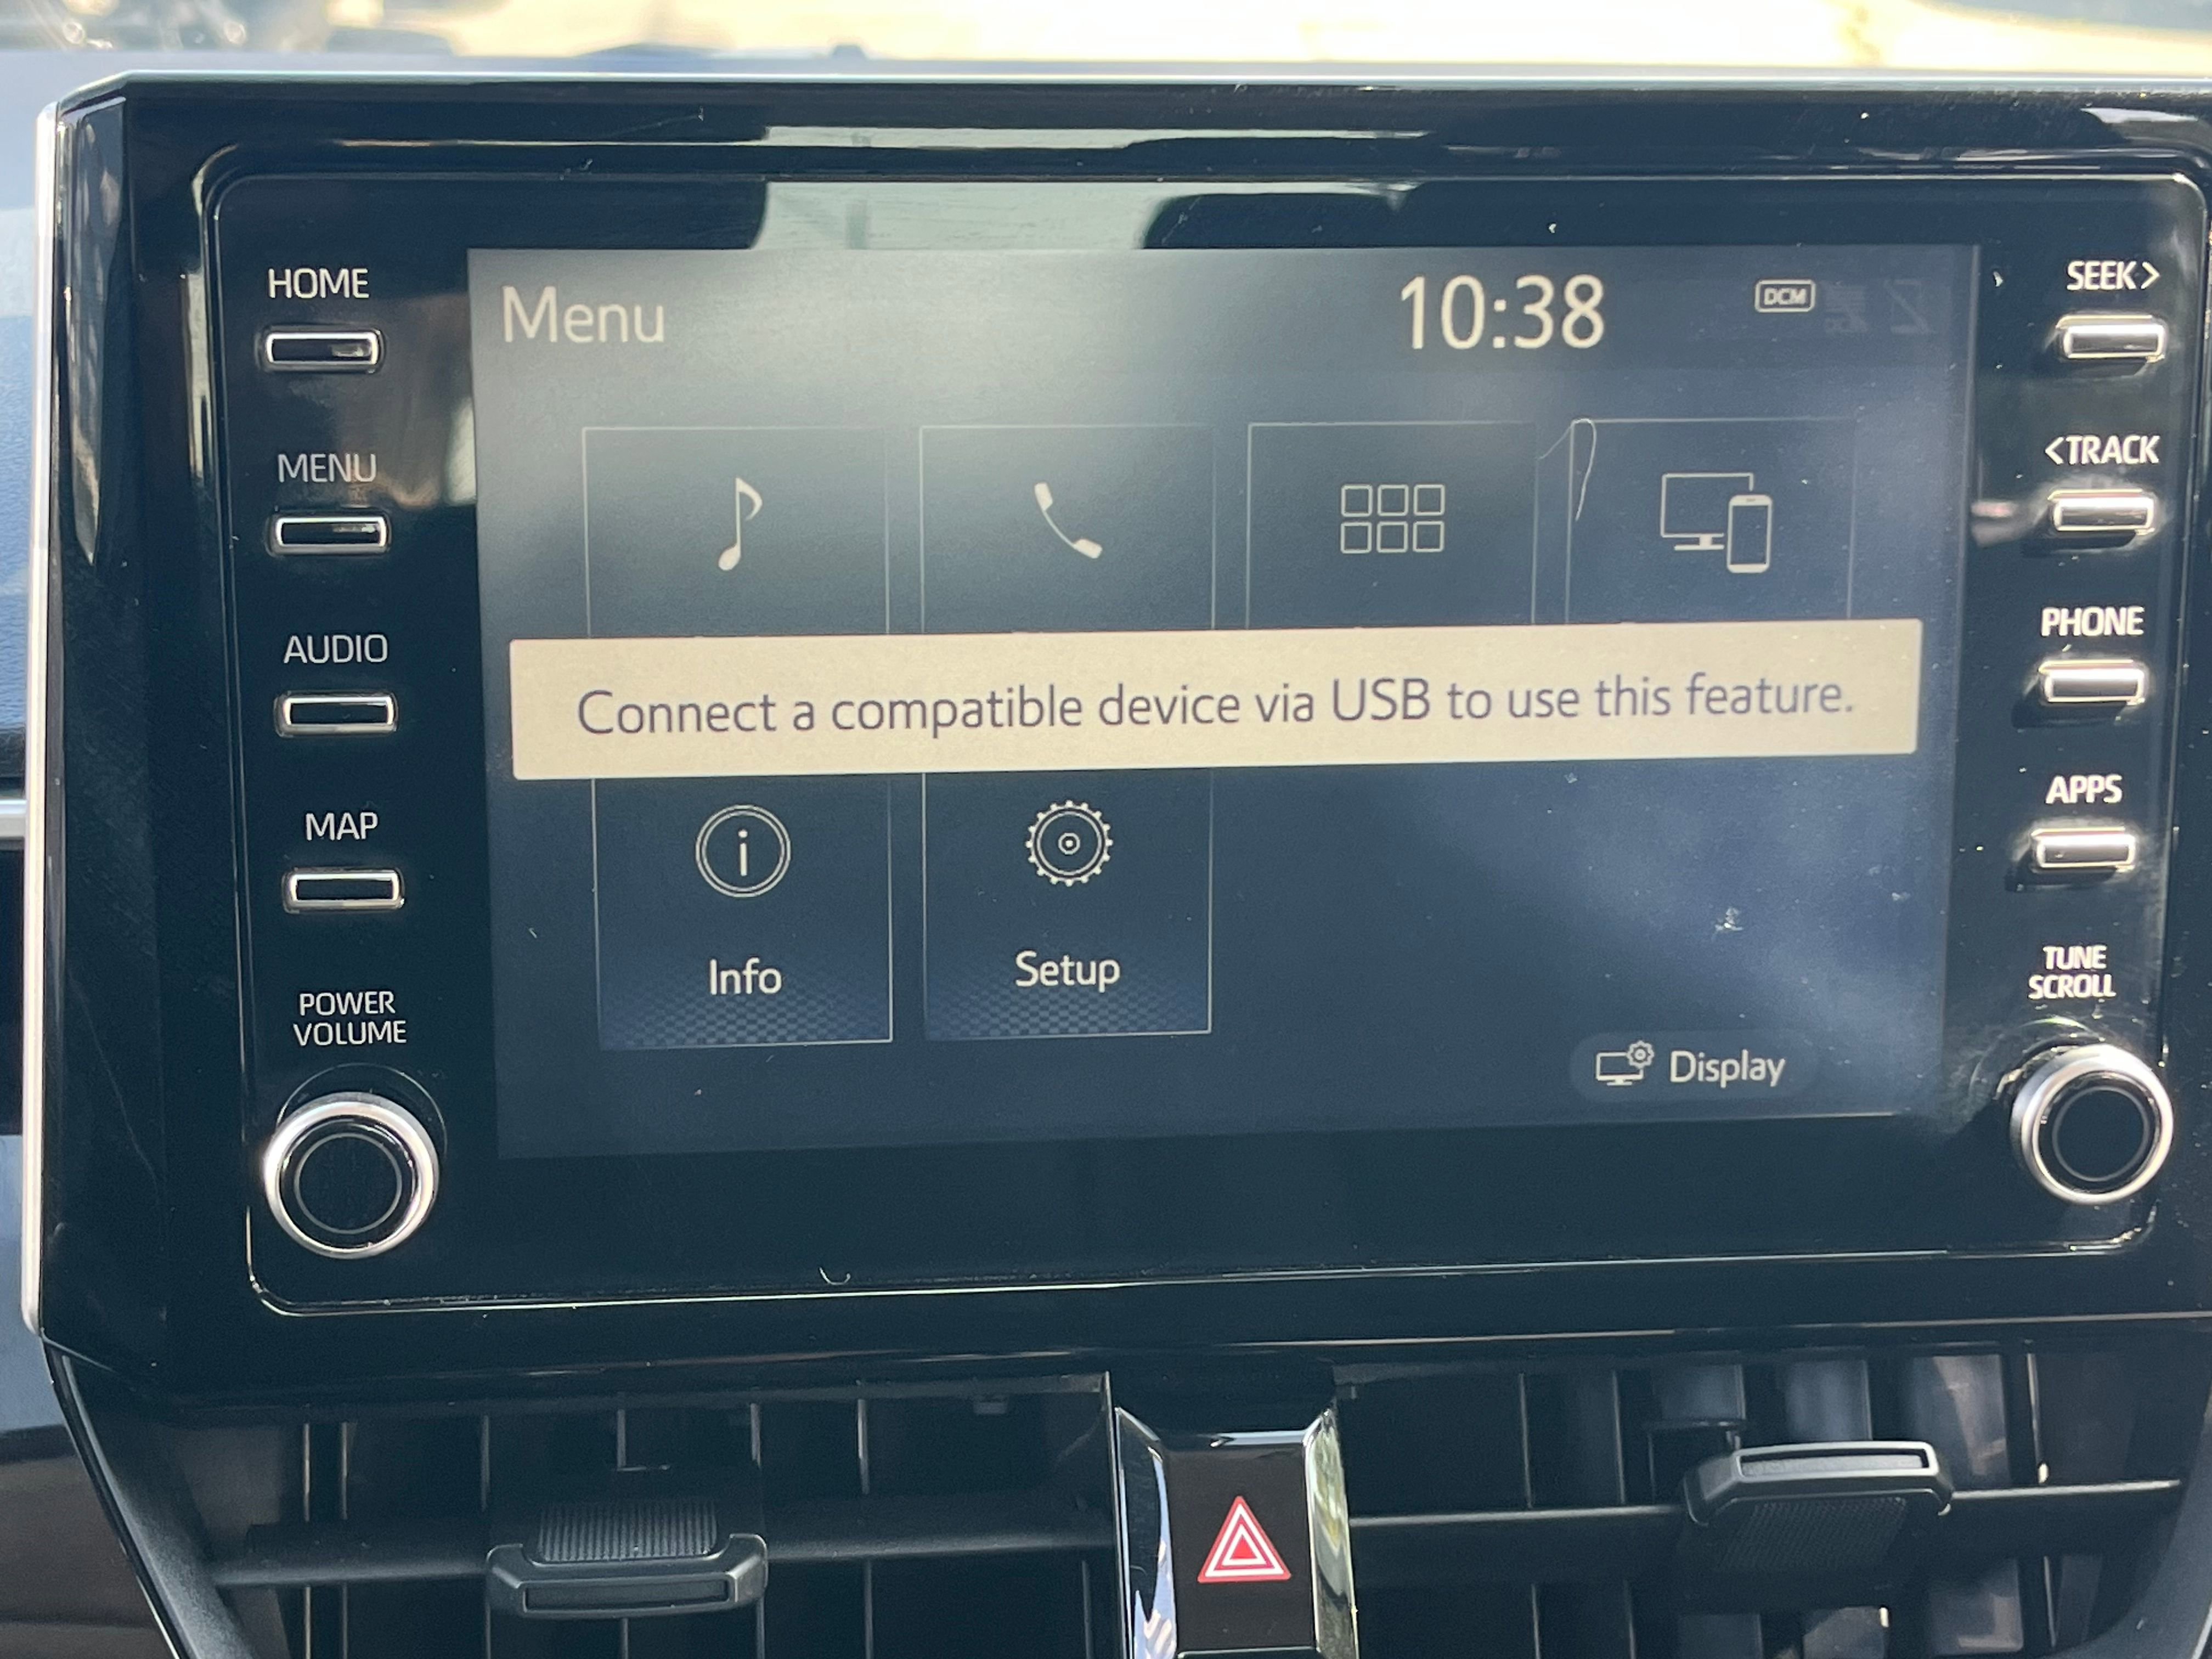 HOME
MENU
AUDIO
MAP
POWER
VOLUME
Menu
10:38
DCM
Connect a compatible device via USB to use this feature.
Info
Setup
Display
SEEK>
<TRACK
PHONE
APPS
TUNE
SCROLL